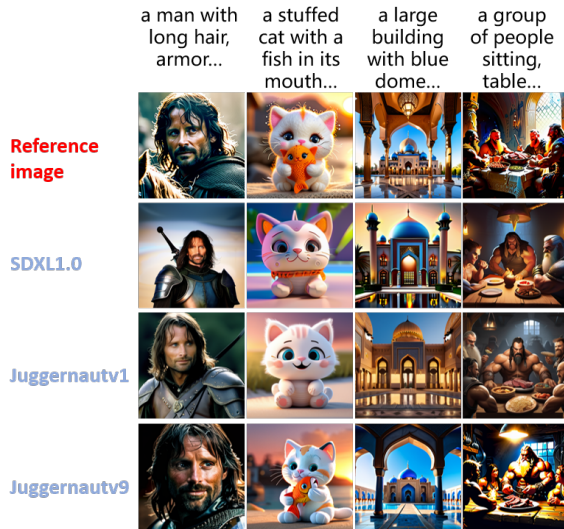 a man with
long hair,
armor...
a stuffed
cat with a
fish in its
mouth...
a large
building
with blue
dome...
a group
of people
sitting,
table...
Reference
image
SDXL1.0
Juggernautv1
Juggernautv9